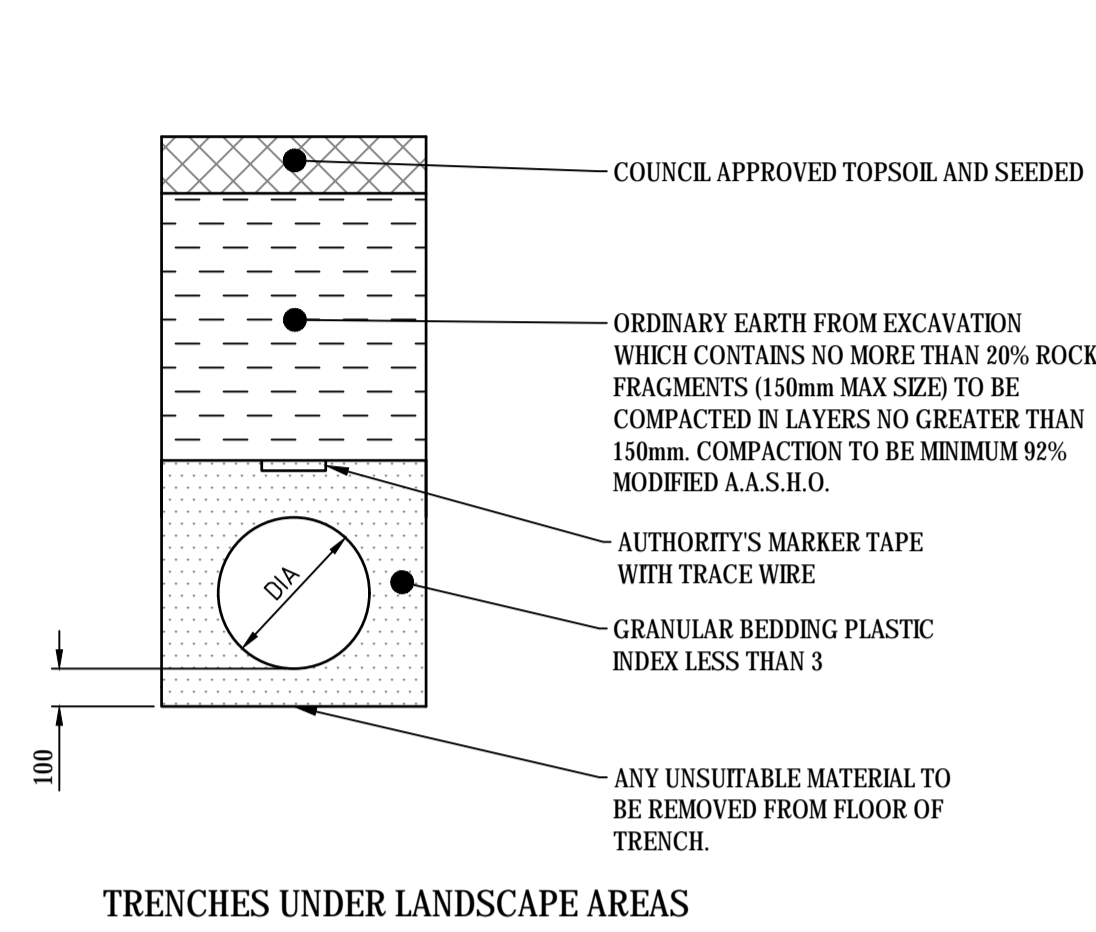 COUNCIL APPROVED TOPSOIL AND SEEDED
ORDINARY EARTH FROM EXCAVATION
WHICH CONTAINS NO MORE THAN 20% ROCK
FRAGMENTS (150mm MAX SIZE) TO BE
COMPACTED IN LAYERS NO GREATER THAN
150mm. COMPACTION TO BE MINIMUM 92%
MODIFIED A.A.S.H.O.
AUTHORITY'S MARKER TAPE
WITH TRACE WIRE
DIA
GRANULAR BEDDING PLASTIC
INDEX LESS THAN 3
100
ANY UNSUITABLE MATERIAL TO
BE REMOVED FROM FLOOR OF
TRENCH.
TRENCHES UNDER LANDSCAPE AREAS